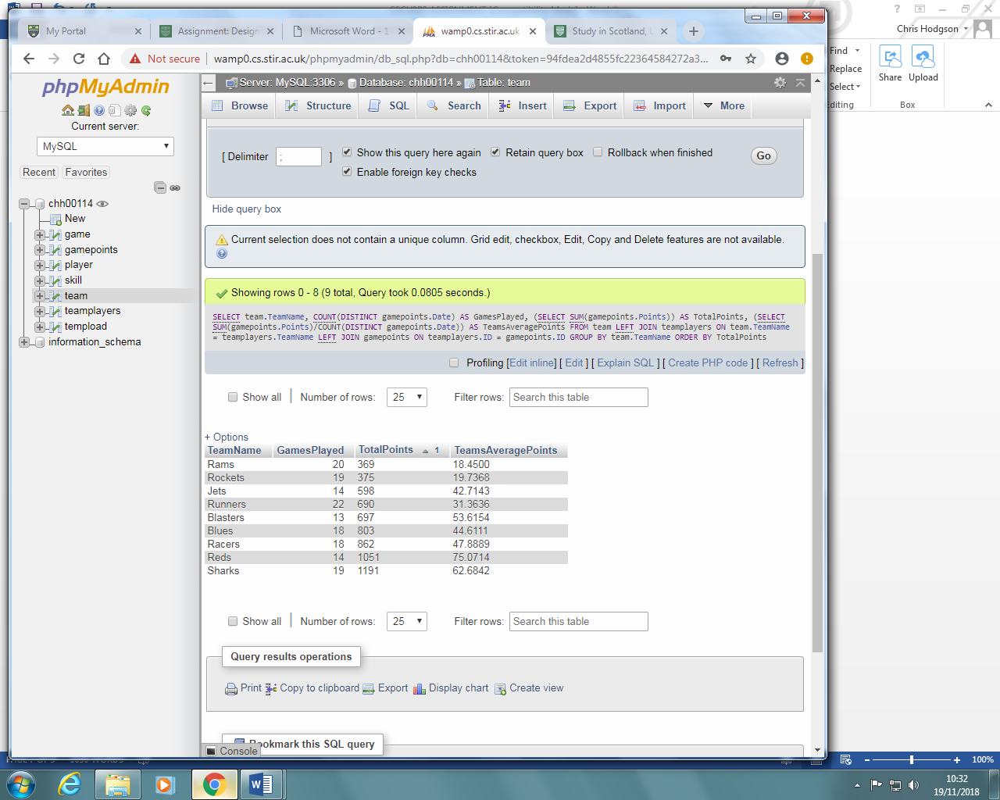 My Portal
Assignment: Design
Microsoft Word - 1
wamp0.cs.stir.ac.uk
Study in Scotland, U
Not secure | wamp0.cs.stir.ac.uk/phpmyadmin/db_sql.php?db=chh00114&token=94fdea2d4855fc22364584272a3...
Chris Hodgson
Find
Replace
Select
Editing
Share
Upload
Box
phpMyAdmin
Current server:
MySQL
Recent
Favorites
chh00114
New
game
gamepoints
player
skill
team
teamplayers
tempload
information_schema
Server: MySQL:3306 » Database: chh00114 » Table: team
Browse
Structure
SQL
Search
Insert
Export
Import
More
[ Delimiter ; ]
Show this query here again
Retain query box
Rollback when finished
Enable foreign key checks
Go
Hide query box
Current selection does not contain a unique column. Grid edit, checkbox, Edit, Copy and Delete features are not available.
Showing rows 0 - 8 (9 total, Query took 0.0805 seconds.)
SELECT team.TeamName, COUNT(DISTINCT gamepoints.Date) AS GamesPlayed, (SELECT SUM(gamepoints.Points)) AS TotalPoints, (SELECT
SUM(gamepoints.Points)/COUNT(DISTINCT gamepoints.Date)) AS TeamsAveragePoints FROM team LEFT JOIN teamplayers ON team.TeamName
= teamplayers.TeamName LEFT JOIN gamepoints ON teamplayers.ID = gamepoints.ID GROUP BY team.TeamName ORDER BY TotalPoints
Profiling [Edit inline] [ Edit ] [ Explain SQL ] [ Create PHP code ] [ Refresh ]
Show all | Number of rows: 25 Filter rows: Search this table
+ Options
TeamName GamesPlayed TotalPoints 1 TeamsAveragePoints
Rams 20 369 18.4500
Rockets 19 375 19.7368
Jets 14 598 42.7143
Runners 22 690 31.3636
Blasters 13 697 53.6154
Blues 18 803 44.6111
Racers 18 862 47.8889
Reds 14 1051 75.0714
Sharks 19 1191 62.6842
Show all | Number of rows: 25 Filter rows: Search this table
Query results operations
Print
Copy to clipboard
Export
Display chart
Create view
Bookmark this SQL query
Console
100%
10:32
19/11/2018